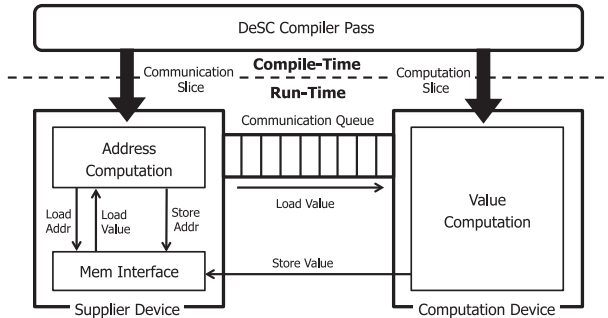 DeSC Compiler Pass
Communication
Slice
Compile-Time
Computation
Slice
Run-Time
Communication Queue
Address
Computation
Load
Addr
Load
Value
Store
Addr
Load Value
Value
Computation
Mem Interface
Store Value
Supplier Device
Computation Device